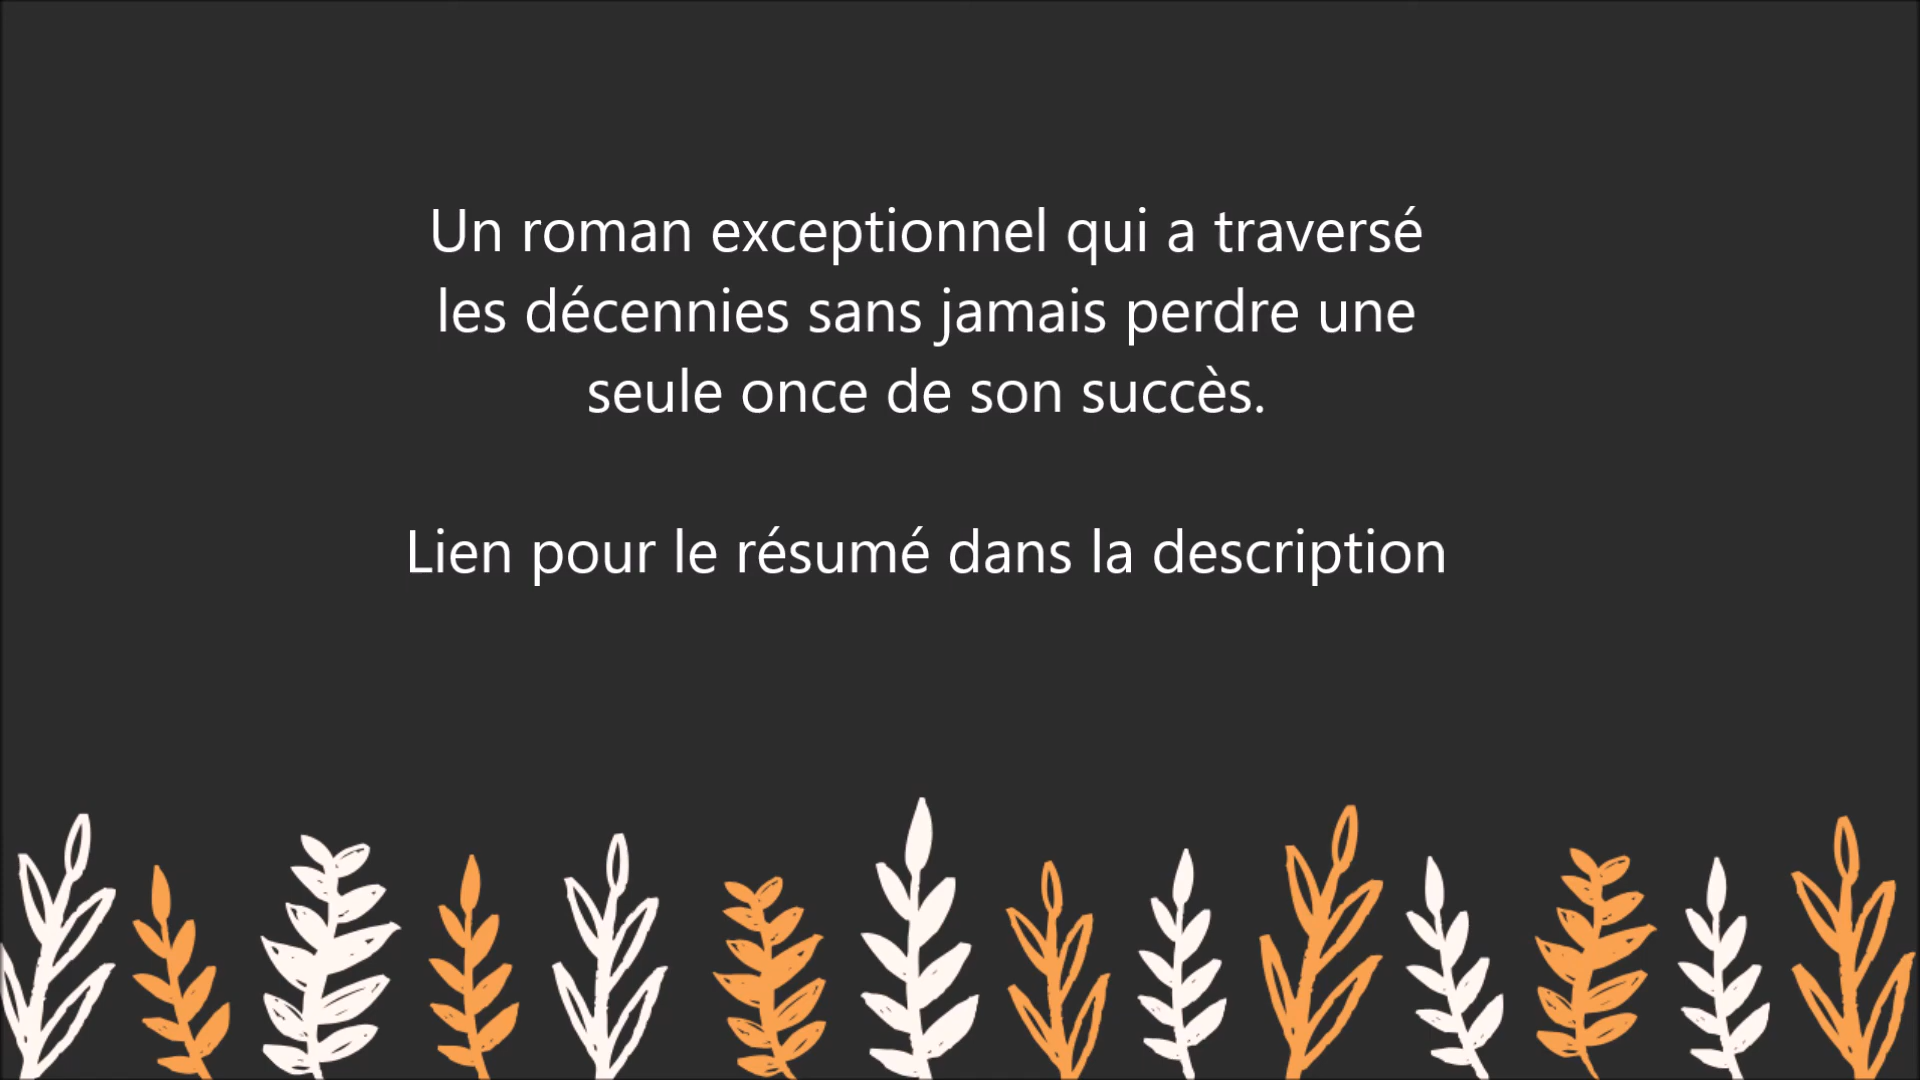 Un roman exceptionnel qui a traversé
les décennies sans jamais perdre une
seule once de son succès.
Lien pour le résumé dans la description